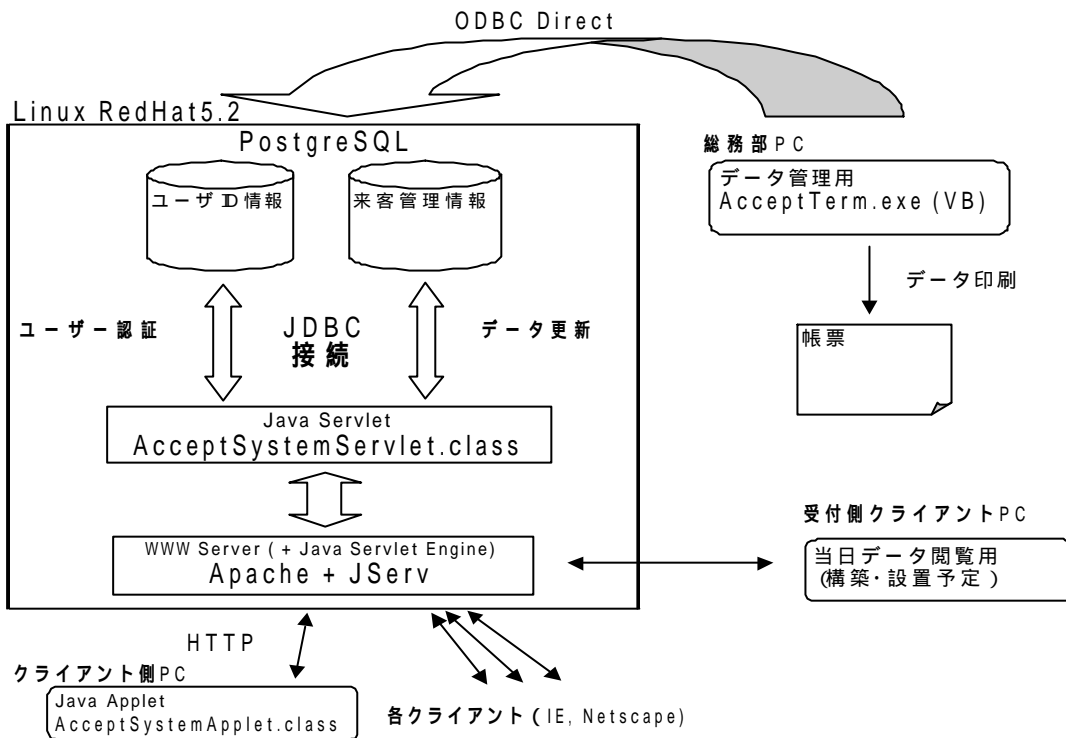 ODBC Direct
Linux RedHat5.2
PostgreSQL
ユーザID情報
来客管理情報
総務部PC
データ管理用
AcceptTerm.exe (VB)
データ印刷
帳票
ユーザー認証
JDBC
接続
データ更新
Java Servlet
AcceptSystemServlet.class
WWW Server ( + Java Servlet Engine)
Apache + JServ
受付側クライアントPC
当日データ閲覧用
(構築・設置予定)
HTTP
クライアント側PC
Java Applet
AcceptSystemApplet.class
各クライアント(IE, Netscape)